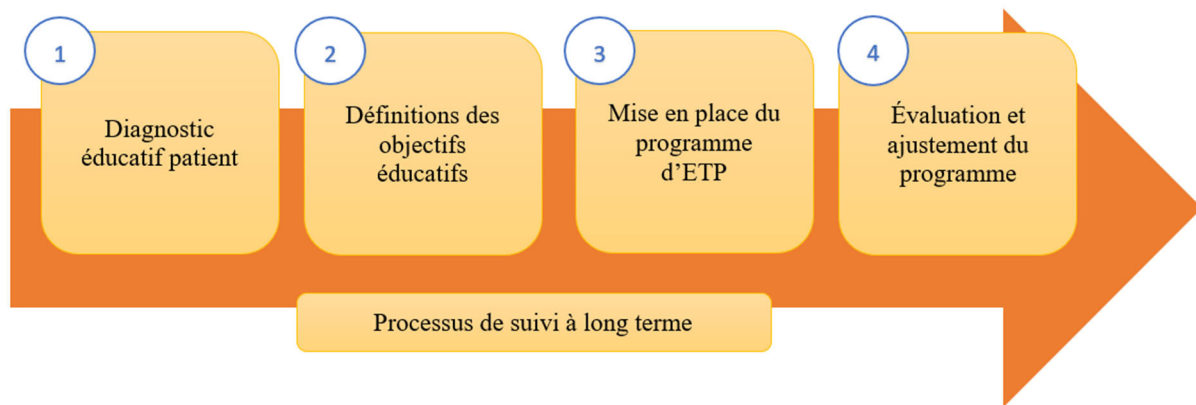 1
Diagnostic
éducatif patient
2
Définitions des
objectifs
éducatifs
3
Mise en place du
programme
d’ETP
4
Évaluation et
ajustement du
programme
Processus de suivi à long terme